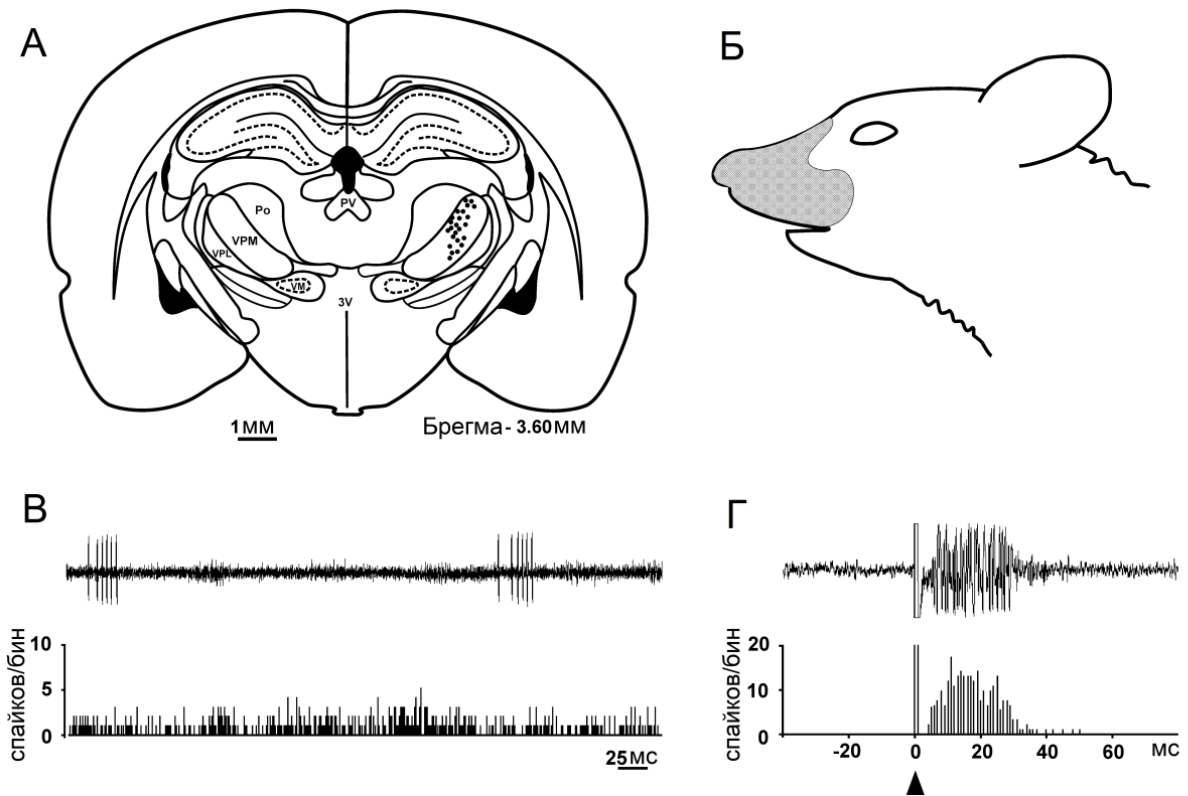 А
Б
Po
PV
VPM
VPL
VM
3V
1мм
Брегма- 3.60мм
В
Г
спайков/бин
10
5
0
25мс
спайков/бин
20
10
0
-20 0 20 40 60 мс